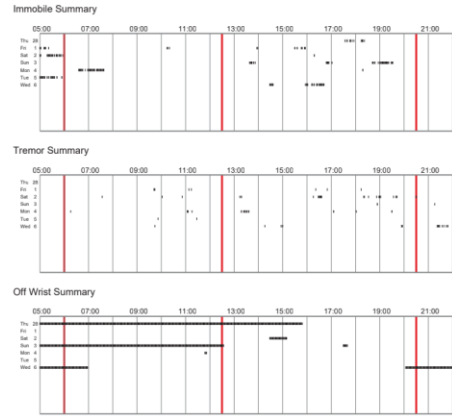 Immobile Summary
05:00 07:00 09:00 11:00 13:00 15:00 17:00 19:00 21:00
Thu 28
Fri 1
Sat 2
Sun 3
Mon 4
Tue 5
Wed 6
Tremor Summary
05:00 07:00 09:00 11:00 13:00 15:00 17:00 19:00 21:00
Thu 28
Fri 1
Sat 2
Sun 3
Mon 4
Tue 5
Wed 6
Off Wrist Summary
05:00 07:00 09:00 11:00 13:00 15:00 17:00 19:00 21:00
Thu 28
Fri 1
Sat 2
Sun 3
Mon 4
Tue 5
Wed 6